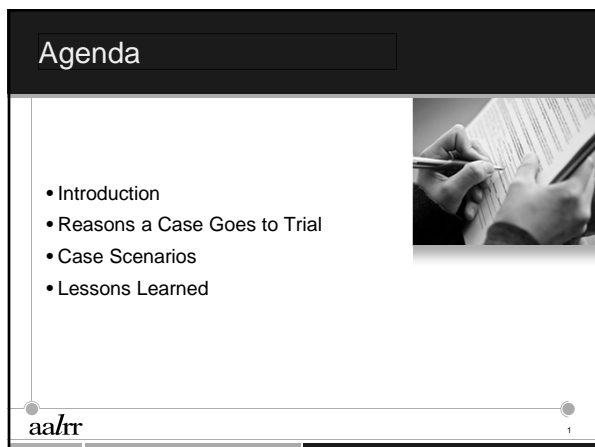 Agenda
• Introduction
• Reasons a Case Goes to Trial
• Case Scenarios
• Lessons Learned
aalrr
1